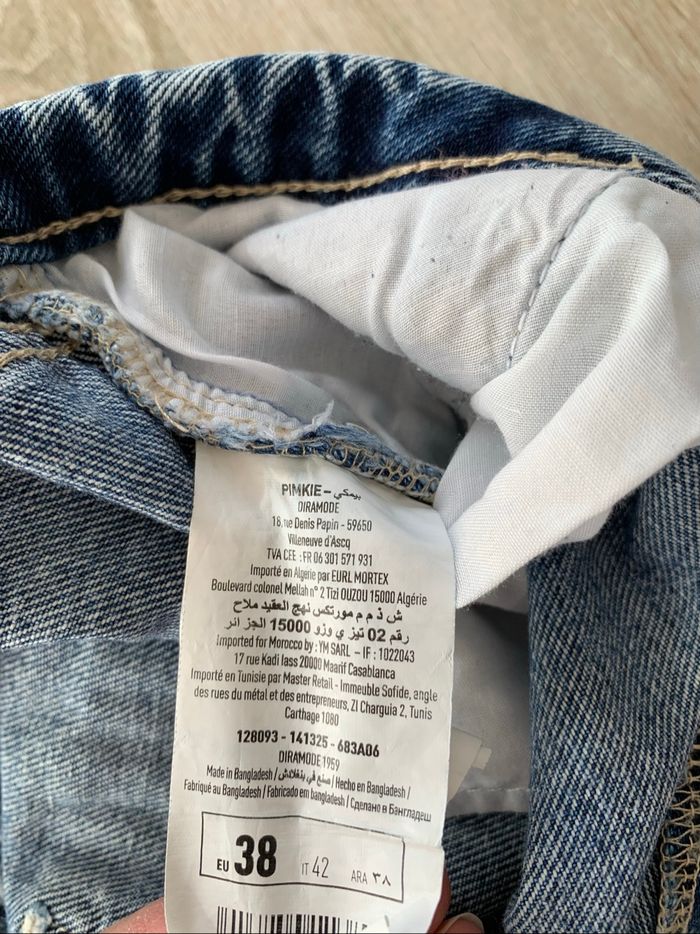 PIMKIE – بيمكي
DIRAMODE
18, rue Denis Papin - 59650
Villeneuve d'Ascq
TVA CEE : FR 06 301 571 931
Importé en Algérie par EURL MORTEX
Boulevard colonel Mellah n° 2 Tizi OUZOU 15000 Algérie
ش ذ م م مورتكس نهج العقيد ملاح
رقم 02 تيزي وزو 15000 الجزائر
Imported for Morocco by : YM SARL – IF : 1022043
17 rue Kadi Iass 20000 Maarif Casablanca
Importé en Tunisie par Master Retail - Immeuble Sofide, angle
des rues du métal et des entrepreneurs, ZI Charguia 2, Tunis
Carthage 1080
128093 - 141325 - 683A06
DIRAMODE 1959
Made in Bangladesh / صنع في بنغلادش / Hecho en Bangladesh /
Fabriqué au Bangladesh / Fabricado em bangladesh / Сделано в Бангладеш
EU 38 IT 42 ARA ٣٨